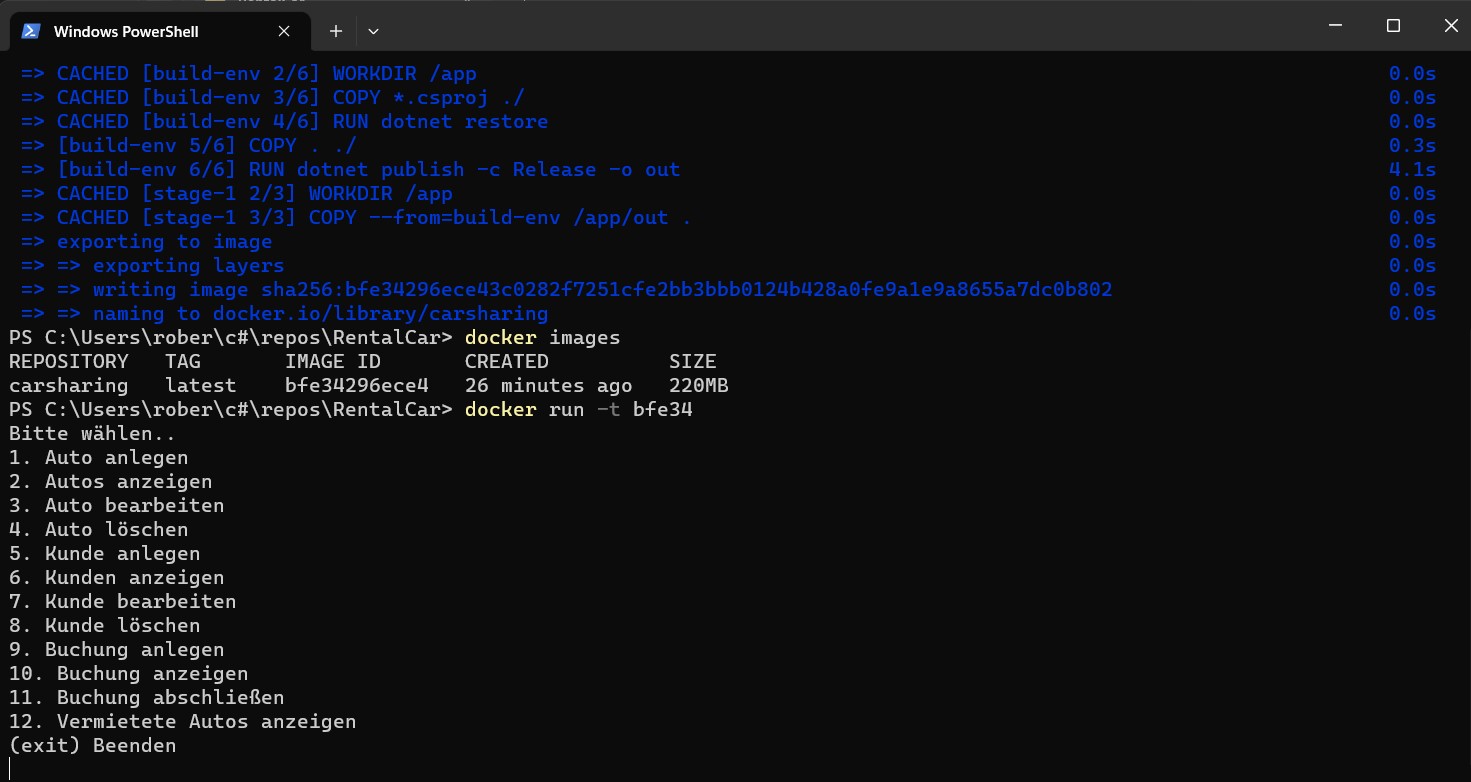 Windows PowerShell
=> CACHED [build-env 2/6] WORKDIR /app 0.0s
=> CACHED [build-env 3/6] COPY *.csproj ./ 0.0s
=> CACHED [build-env 4/6] RUN dotnet restore 0.0s
=> [build-env 5/6] COPY . ./ 0.3s
=> [build-env 6/6] RUN dotnet publish -c Release -o out 4.1s
=> CACHED [stage-1 2/3] WORKDIR /app 0.0s
=> CACHED [stage-1 3/3] COPY --from=build-env /app/out . 0.0s
=> exporting to image 0.0s
=> => exporting layers 0.0s
=> => writing image sha256:bfe34296ece43c0282f7251cfe2bb3bbb0124b428a0fe9a1e9a8655a7dc0b802 0.0s
=> => naming to docker.io/library/carsharing 0.0s
PS C:\Users\rober\c#\repos\RentalCar> docker images
REPOSITORY TAG IMAGE ID CREATED SIZE
carsharing latest bfe34296ece4 26 minutes ago 220MB
PS C:\Users\rober\c#\repos\RentalCar> docker run -t bfe34
Bitte wählen..
1. Auto anlegen
2. Autos anzeigen
3. Auto bearbeiten
4. Auto löschen
5. Kunde anlegen
6. Kunden anzeigen
7. Kunde bearbeiten
8. Kunde löschen
9. Buchung anlegen
10. Buchung anzeigen
11. Buchung abschließen
12. Vermietete Autos anzeigen
(exit) Beenden